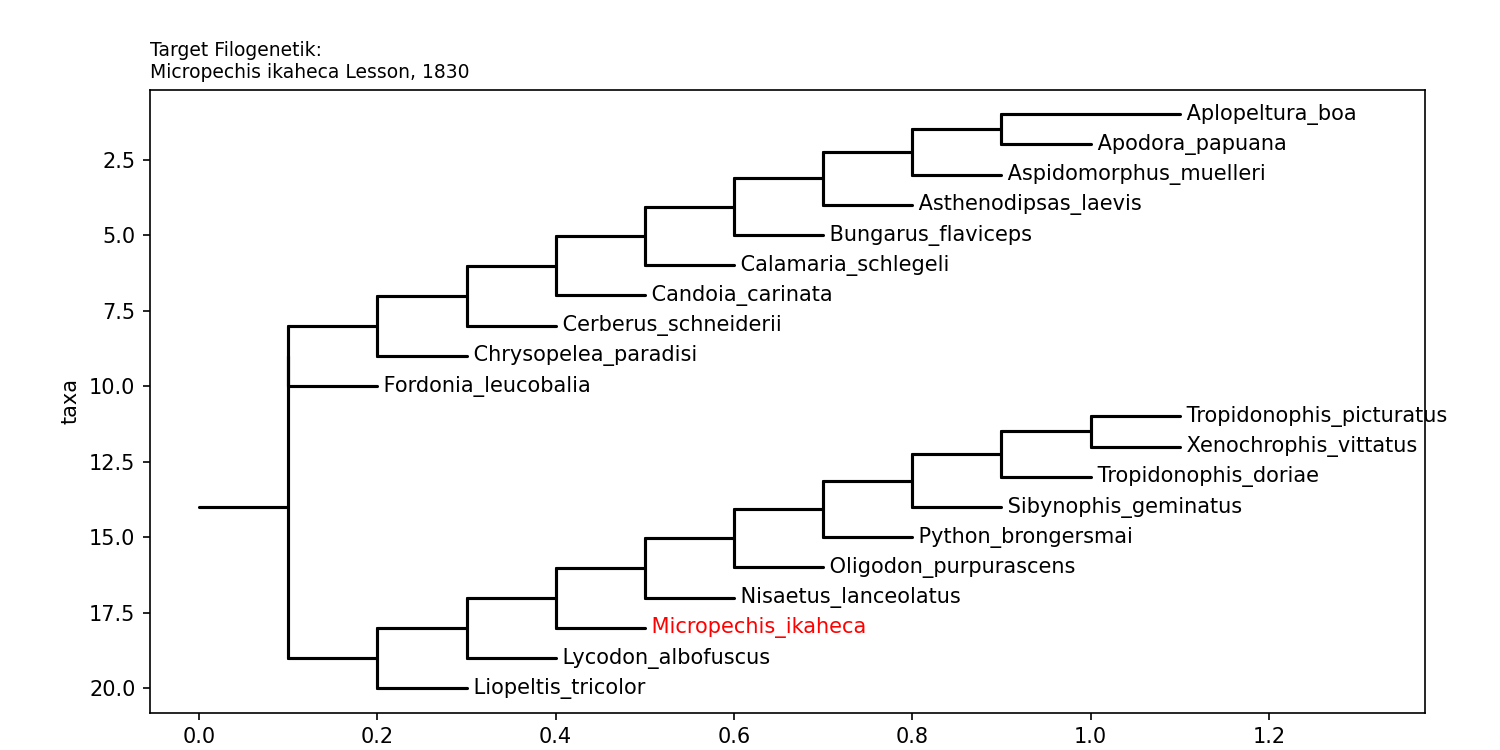 Target Filogenetik:
Micropechis ikaheca Lesson, 1830
Aplopeltura_boa
Apodora_papuana
2.5
Aspidomorphus_muelleri
Asthenodipsas_laevis
5.0
Bungarus_flaviceps
Calamaria_schlegeli
Candoia_carinata
7.5
Cerberus_schneiderii
Chrysopelea_paradisi
taxa
10.0
Fordonia_leucobalia
Tropidonophis_picturatus
Xenochrophis_vittatus
12.5
Tropidonophis_doriae
Sibynophis_geminatus
15.0
Python_brongersmai
Oligodon_purpurascens
Nisaetus_lanceolatus
17.5
Micropechis_ikaheca
Lycodon_albofuscus
20.0
Liopeltis_tricolor
0.0 0.2 0.4 0.6 0.8 1.0 1.2